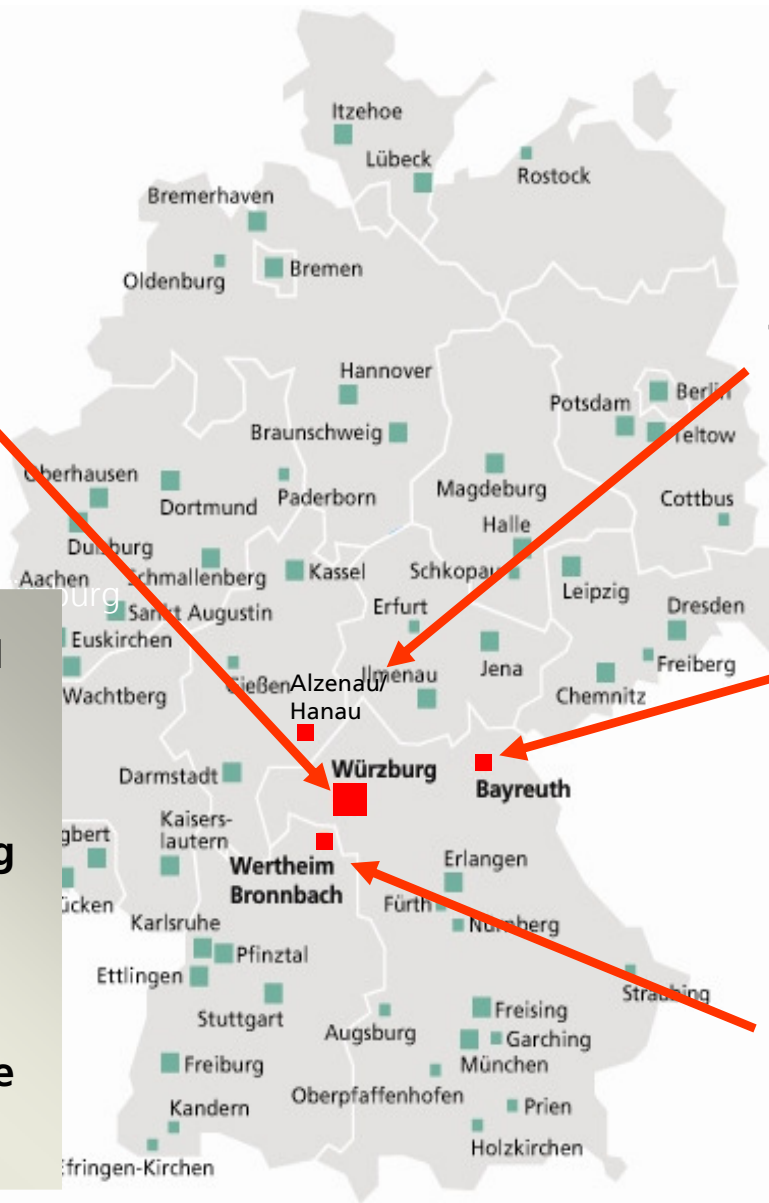 Itzehoe
Lübeck
Rostock
Bremerhaven
Oldenburg
Bremen
Hannover
Potsdam
Berlin
Braunschweig
Teltow
Oberhausen
Dortmund
Paderborn
Magdeburg
Cottbus
Duisburg
Halle
Aachen
Schmallenberg
Kassel
Schkopau
Leipzig
burg
Sankt Augustin
Erfurt
Dresden
Euskirchen
Jena
Freiberg
Wachtberg
Gießen
Alzenau/
Hanau
Ilmenau
Chemnitz
Darmstadt
Würzburg
Bayreuth
Kaisers-
lautern
gbert
g
Wertheim
Bronnbach
Erlangen
ücken
Fürth
Nürnberg
Karlsruhe
Pfinztal
Ettlingen
Straubing
Stuttgart
Augsburg
Freising
Garching
München
Freiburg
e
Oberpfaffenhofen
Kandern
Prien
Holzkirchen
Efringen-Kirchen